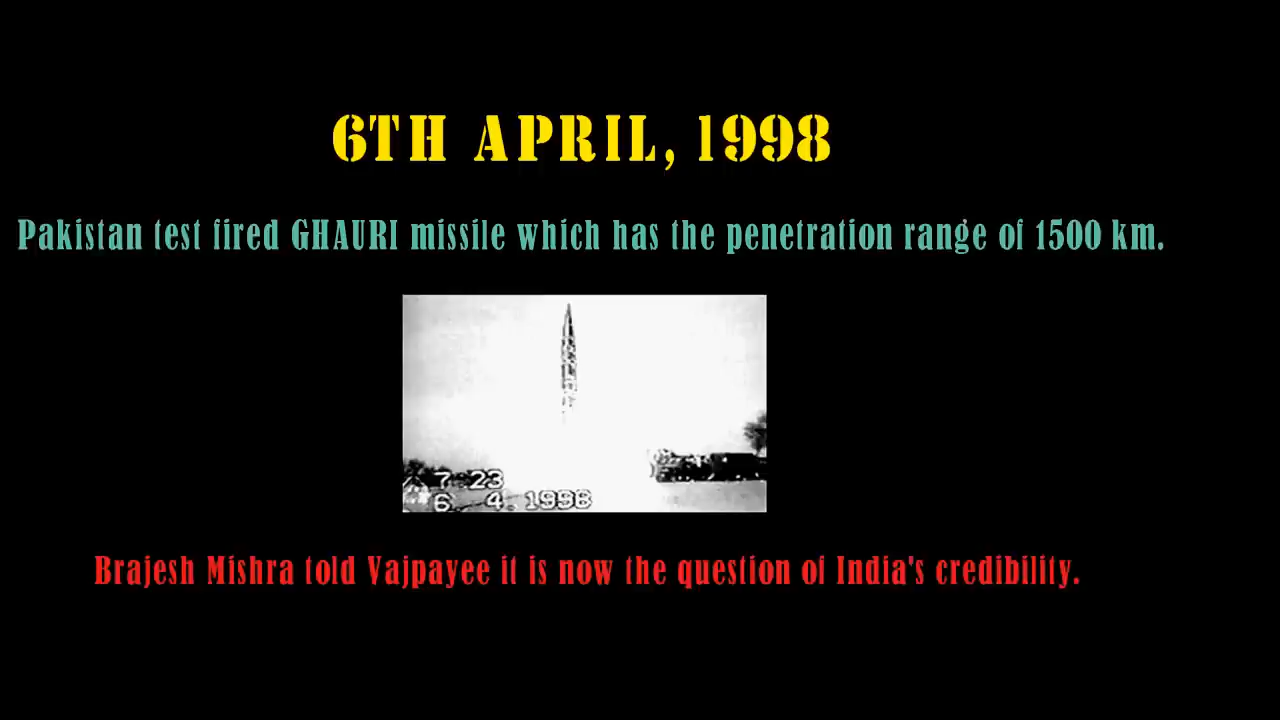 6TH APRIL, 1998
Pakistan test fired GHAURI missile which has the penetration range of 1500 km.
7 23
6. 4. 1998
Brajesh Mishra told Vajpayee it is now the question of India's credibility.